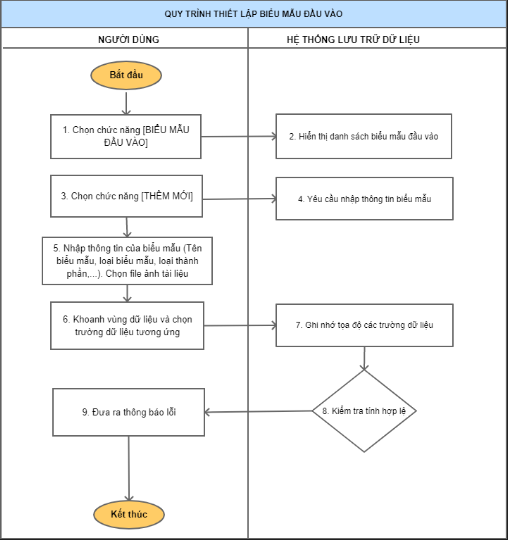 QUY TRÌNH THIẾT LẬP BIỂU MẪU ĐẦU VÀO
NGƯỜI DÙNG
HỆ THỐNG LƯU TRỮ DỮ LIỆU
Bắt đầu
1. Chọn chức năng [BIỂU MẪU
ĐẦU VÀO]
2. Hiển thị danh sách biểu mẫu đầu vào
3. Chọn chức năng [THÊM MỚI]
4. Yêu cầu nhập thông tin biểu mẫu
5. Nhập thông tin của biểu mẫu (Tên
biểu mẫu, loại biểu mẫu, loại thành
phần,...). Chọn file ảnh tài liệu
6. Khoanh vùng dữ liệu và chọn
trường dữ liệu tương ứng
7. Ghi nhớ tọa độ các trường dữ liệu
8. Kiểm tra tính hợp lê
9. Đưa ra thông báo lỗi
Kết thúc